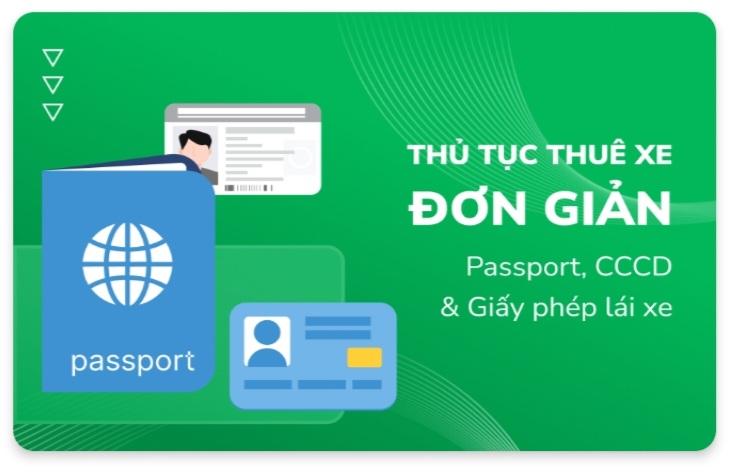 THỦ TỤC THUÊ XE
ĐƠN GIẢN
Passport, CCCD
& Giấy phép lái xe
passport